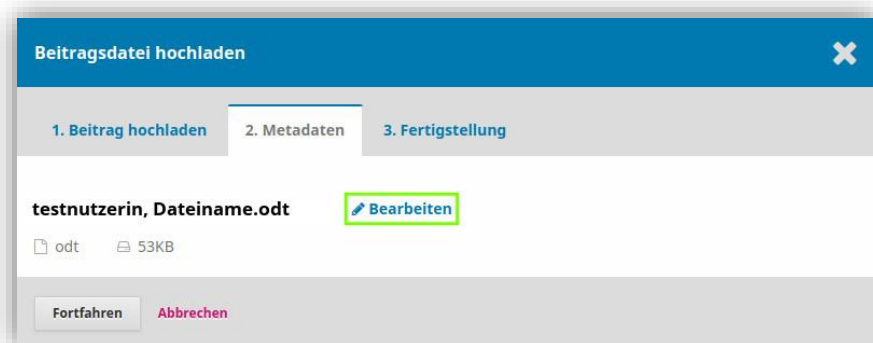 Beitragsdatei hochladen
1. Beitrag hochladen 2. Metadaten 3. Fertigstellung
testnutzerin, Dateiname.odt Bearbeiten
odt 53KB
Fortfahren Abbrechen